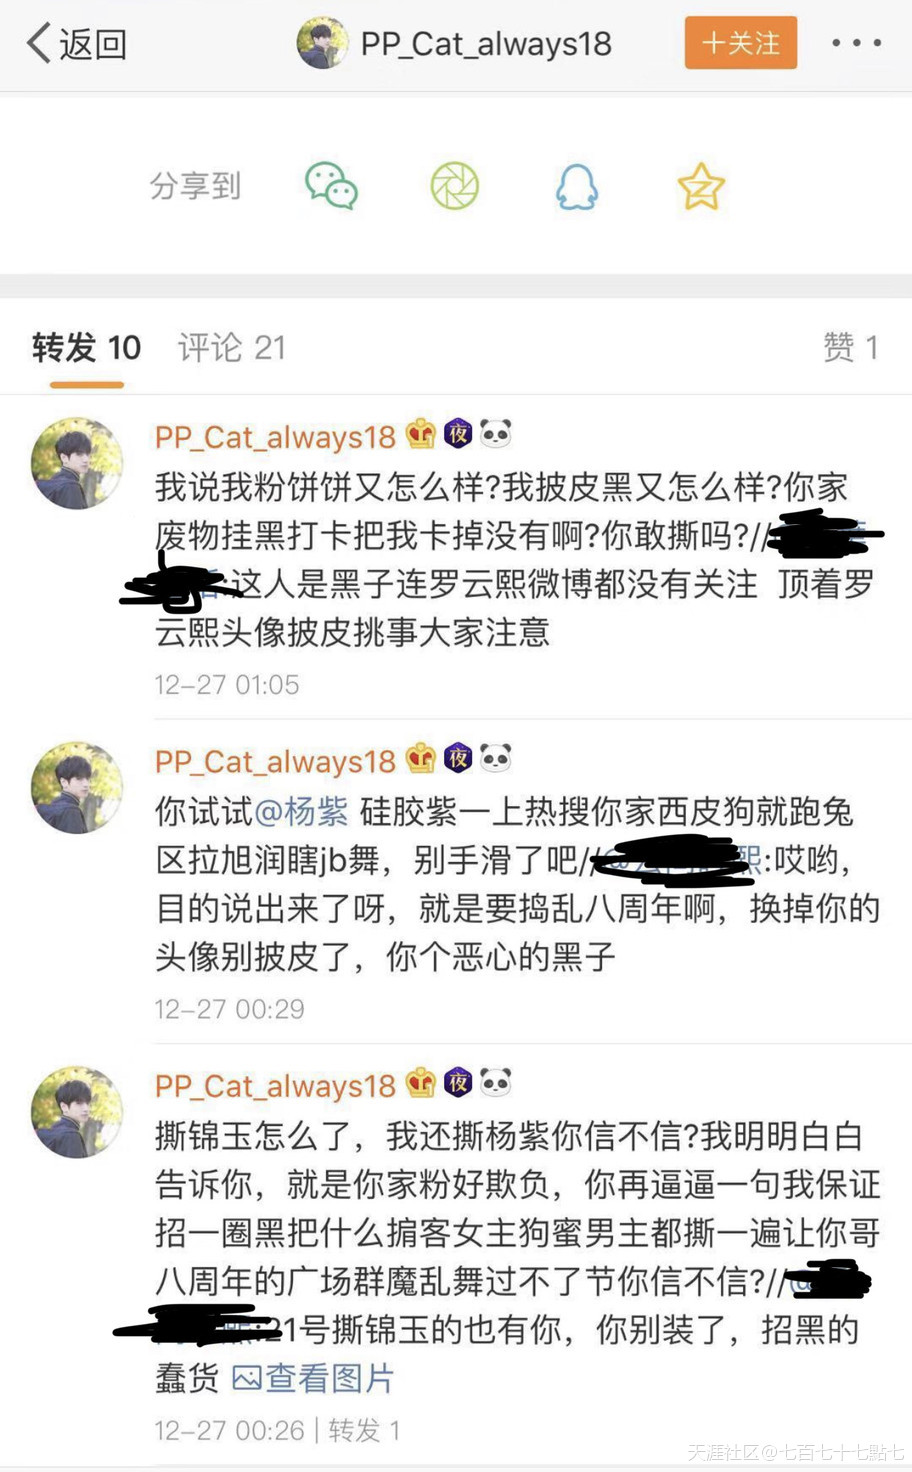 返回
PP_Cat_always18
十关注
分享到
转发 10
评论 21
赞 1
PP_Cat_always18
夜
我说我粉饼饼又怎么样?我披皮黑又怎么样?你家
废物挂黑打卡把我卡掉没有啊?你敢撕吗?//
:这人是黑子连罗云熙微博都没有关注 顶着罗
云熙头像披皮挑事大家注意
12-27 01:05
PP_Cat_always18
夜
你试试@杨紫 硅胶紫一上热搜你家西皮狗就跑兔
区拉旭润瞎jb舞，别手滑了吧//@熙:哎哟，
目的说出来了呀，就是要捣乱八周年啊，换掉你的
头像别披皮了，你个恶心的黑子
12-27 00:29
PP_Cat_always18
夜
撕锦玉怎么了，我还撕杨紫你信不信?我明明白白
告诉你，就是你家粉好欺负，你再逼逼一句我保证
招一圈黑把什么掮客女主狗蜜男主都撕一遍让你哥
八周年的广场群魔乱舞过不了节你信不信?//@
:21号撕锦玉的也有你，你别装了，招黑的
蠢货 查看图片
12-27 00:26 | 转发 1
天涯社区@七百七十七點七